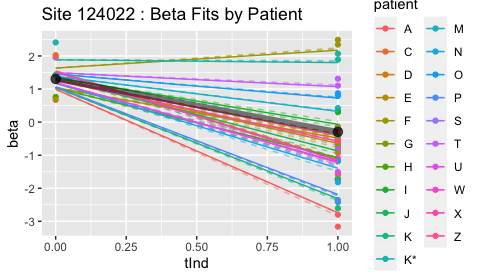 Site 124022 : Beta Fits by Patient
beta
2
1
0
-1
-2
-3
0.00
0.25
0.50
0.75
1.00
tInd
patient
A
C
D
E
F
G
H
I
J
K
K*
M
N
O
P
S
T
U
W
X
Z